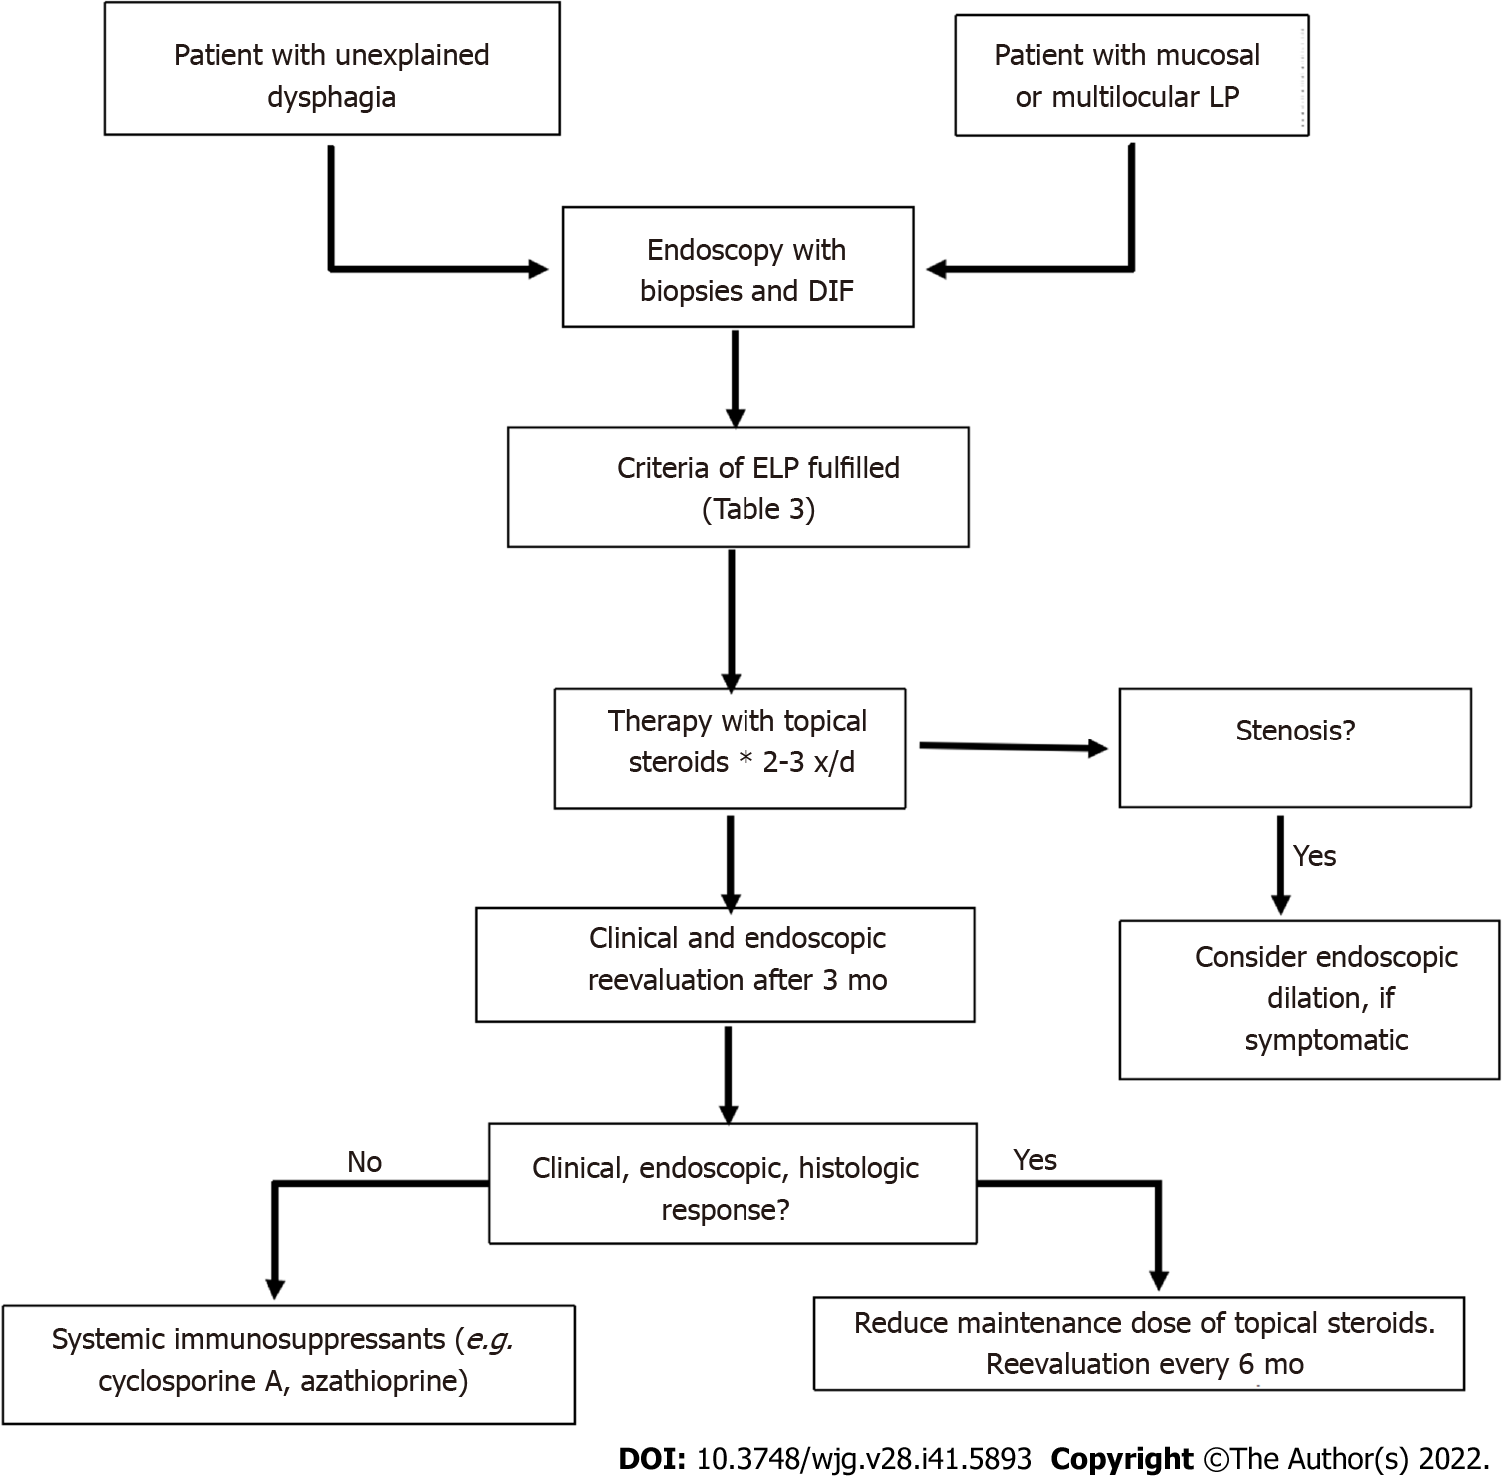 Patient with unexplained
dysphagia
Patient with mucosal
or multilocular LP
Endoscopy with
biopsies and DIF
Criteria of ELP fulfilled
(Table 3)
Therapy with topical
steroids * 2-3 x/d
Stenosis?
Yes
Clinical and endoscopic
reevaluation after 3 mo
Consider endoscopic
dilation, if
symptomatic
No
Clinical, endoscopic, histologic
response?
Yes
Systemic immunosuppressants (e.g.
cyclosporine A, azathioprine)
Reduce maintenance dose of topical steroids.
Reevaluation every 6 mo
DOI: 10.3748/wjg.v28.i41.5893 Copyright ©The Author(s) 2022.